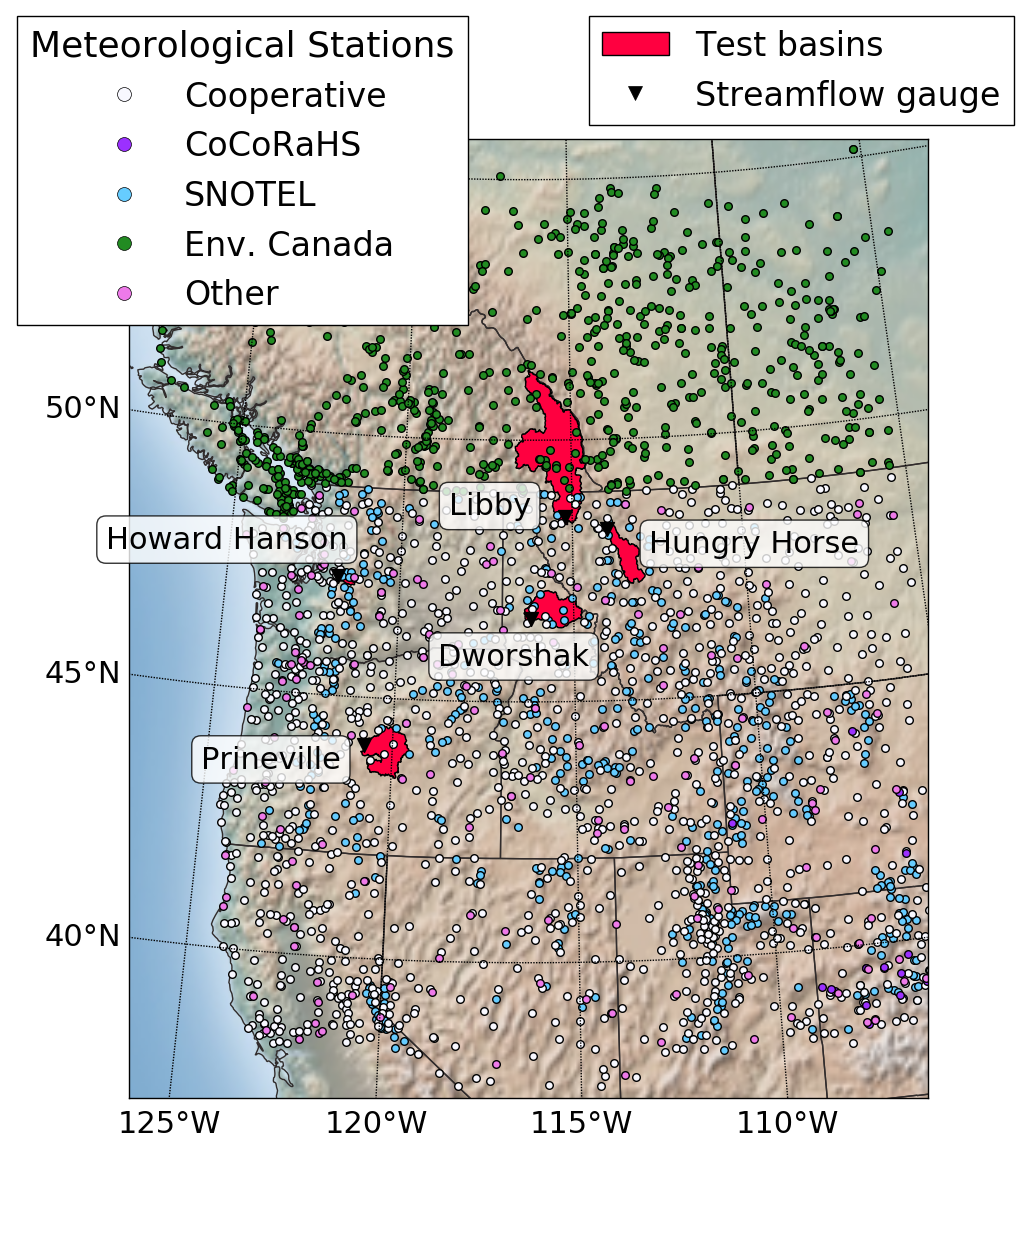 Meteorological Stations
Cooperative
CoCoRaHS
SNOTEL
Env. Canada
Other
Test basins
Streamflow gauge
50°N
Libby
Howard Hanson
Hungry Horse
Dworshak
45°N
Prineville
40°N
125°W
120°W
115°W
110°W